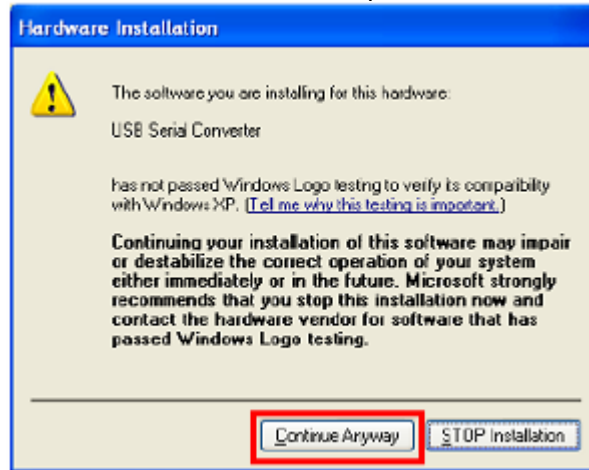 Hardware Installation
The software you are installing for this hardware:
USB Serial Converter
has not passed Windows Logo testing to verify its compatibility
with Windows XP. (Tell me why this testing is important.)
Continuing your installation of this software may impair
or destabilize the correct operation of your system
either immediately or in the future. Microsoft strongly
recommends that you stop this installation now and
contact the hardware vendor for software that has
passed Windows Logo testing.
Continue Anyway
STOP Installation